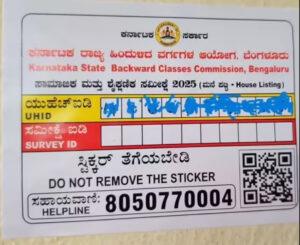 ಕರ್ನಾಟಕ ಸರ್ಕಾರ
ಕರ್ನಾಟಕ ರಾಜ್ಯ ಹಿಂದುಳಿದ ವರ್ಗಗಳ ಆಯೋಗ, ಬೆಂಗಳೂರು
Karnataka State Backward Classes Commission, Bengaluru
ಸಾಮಾಜಿಕ ಮತ್ತು ಶೈಕ್ಷಣಿಕ ಸಮೀಕ್ಷೆ 2025 (ಮನೆ ಪಟ್ಟಿ - House Listing)
ಯುಹೆಚ್ಐಡಿ
UHID
ಸಮೀಕ್ಷೆ ಐಡಿ
SURVEY ID
ಸ್ಟಿಕ್ಕರ್ ತೆಗೆಯಬೇಡಿ
DO NOT REMOVE THE STICKER
ಸಹಾಯವಾಣಿ:
HELPLINE
8050770004